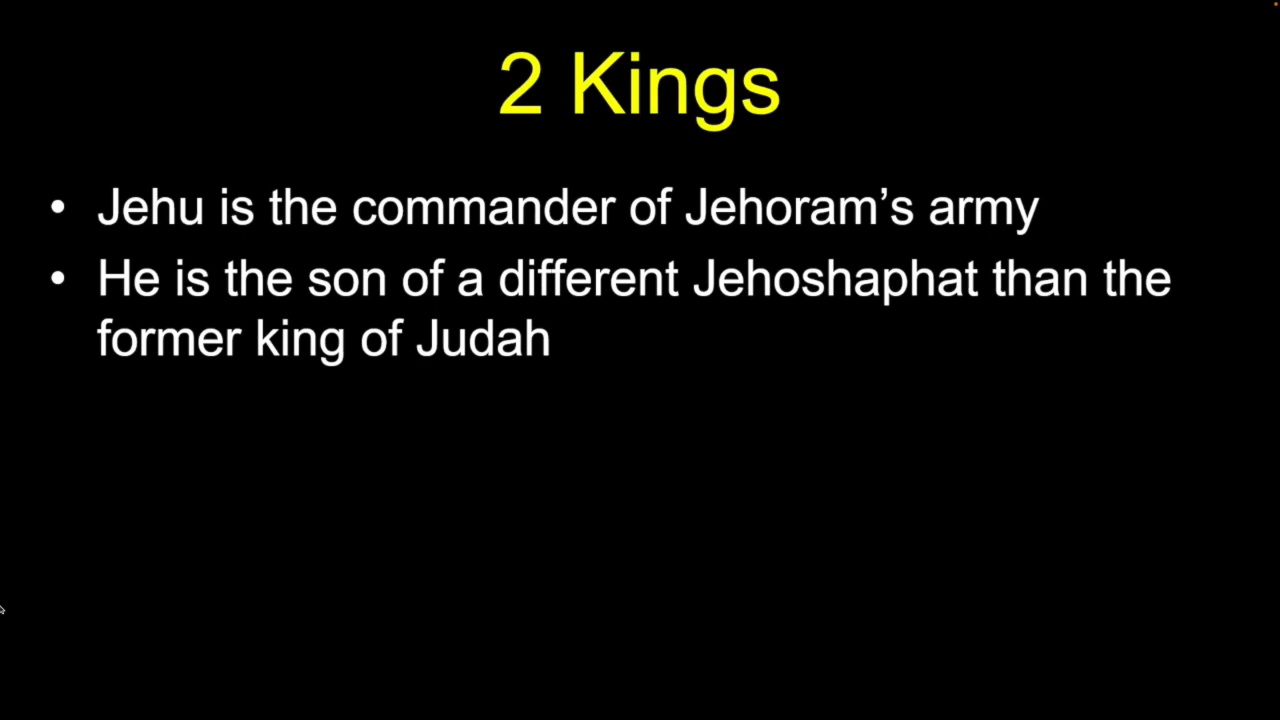 2 Kings
• Jehu is the commander of Jehoram’s army
• He is the son of a different Jehoshaphat than the
former king of Judah